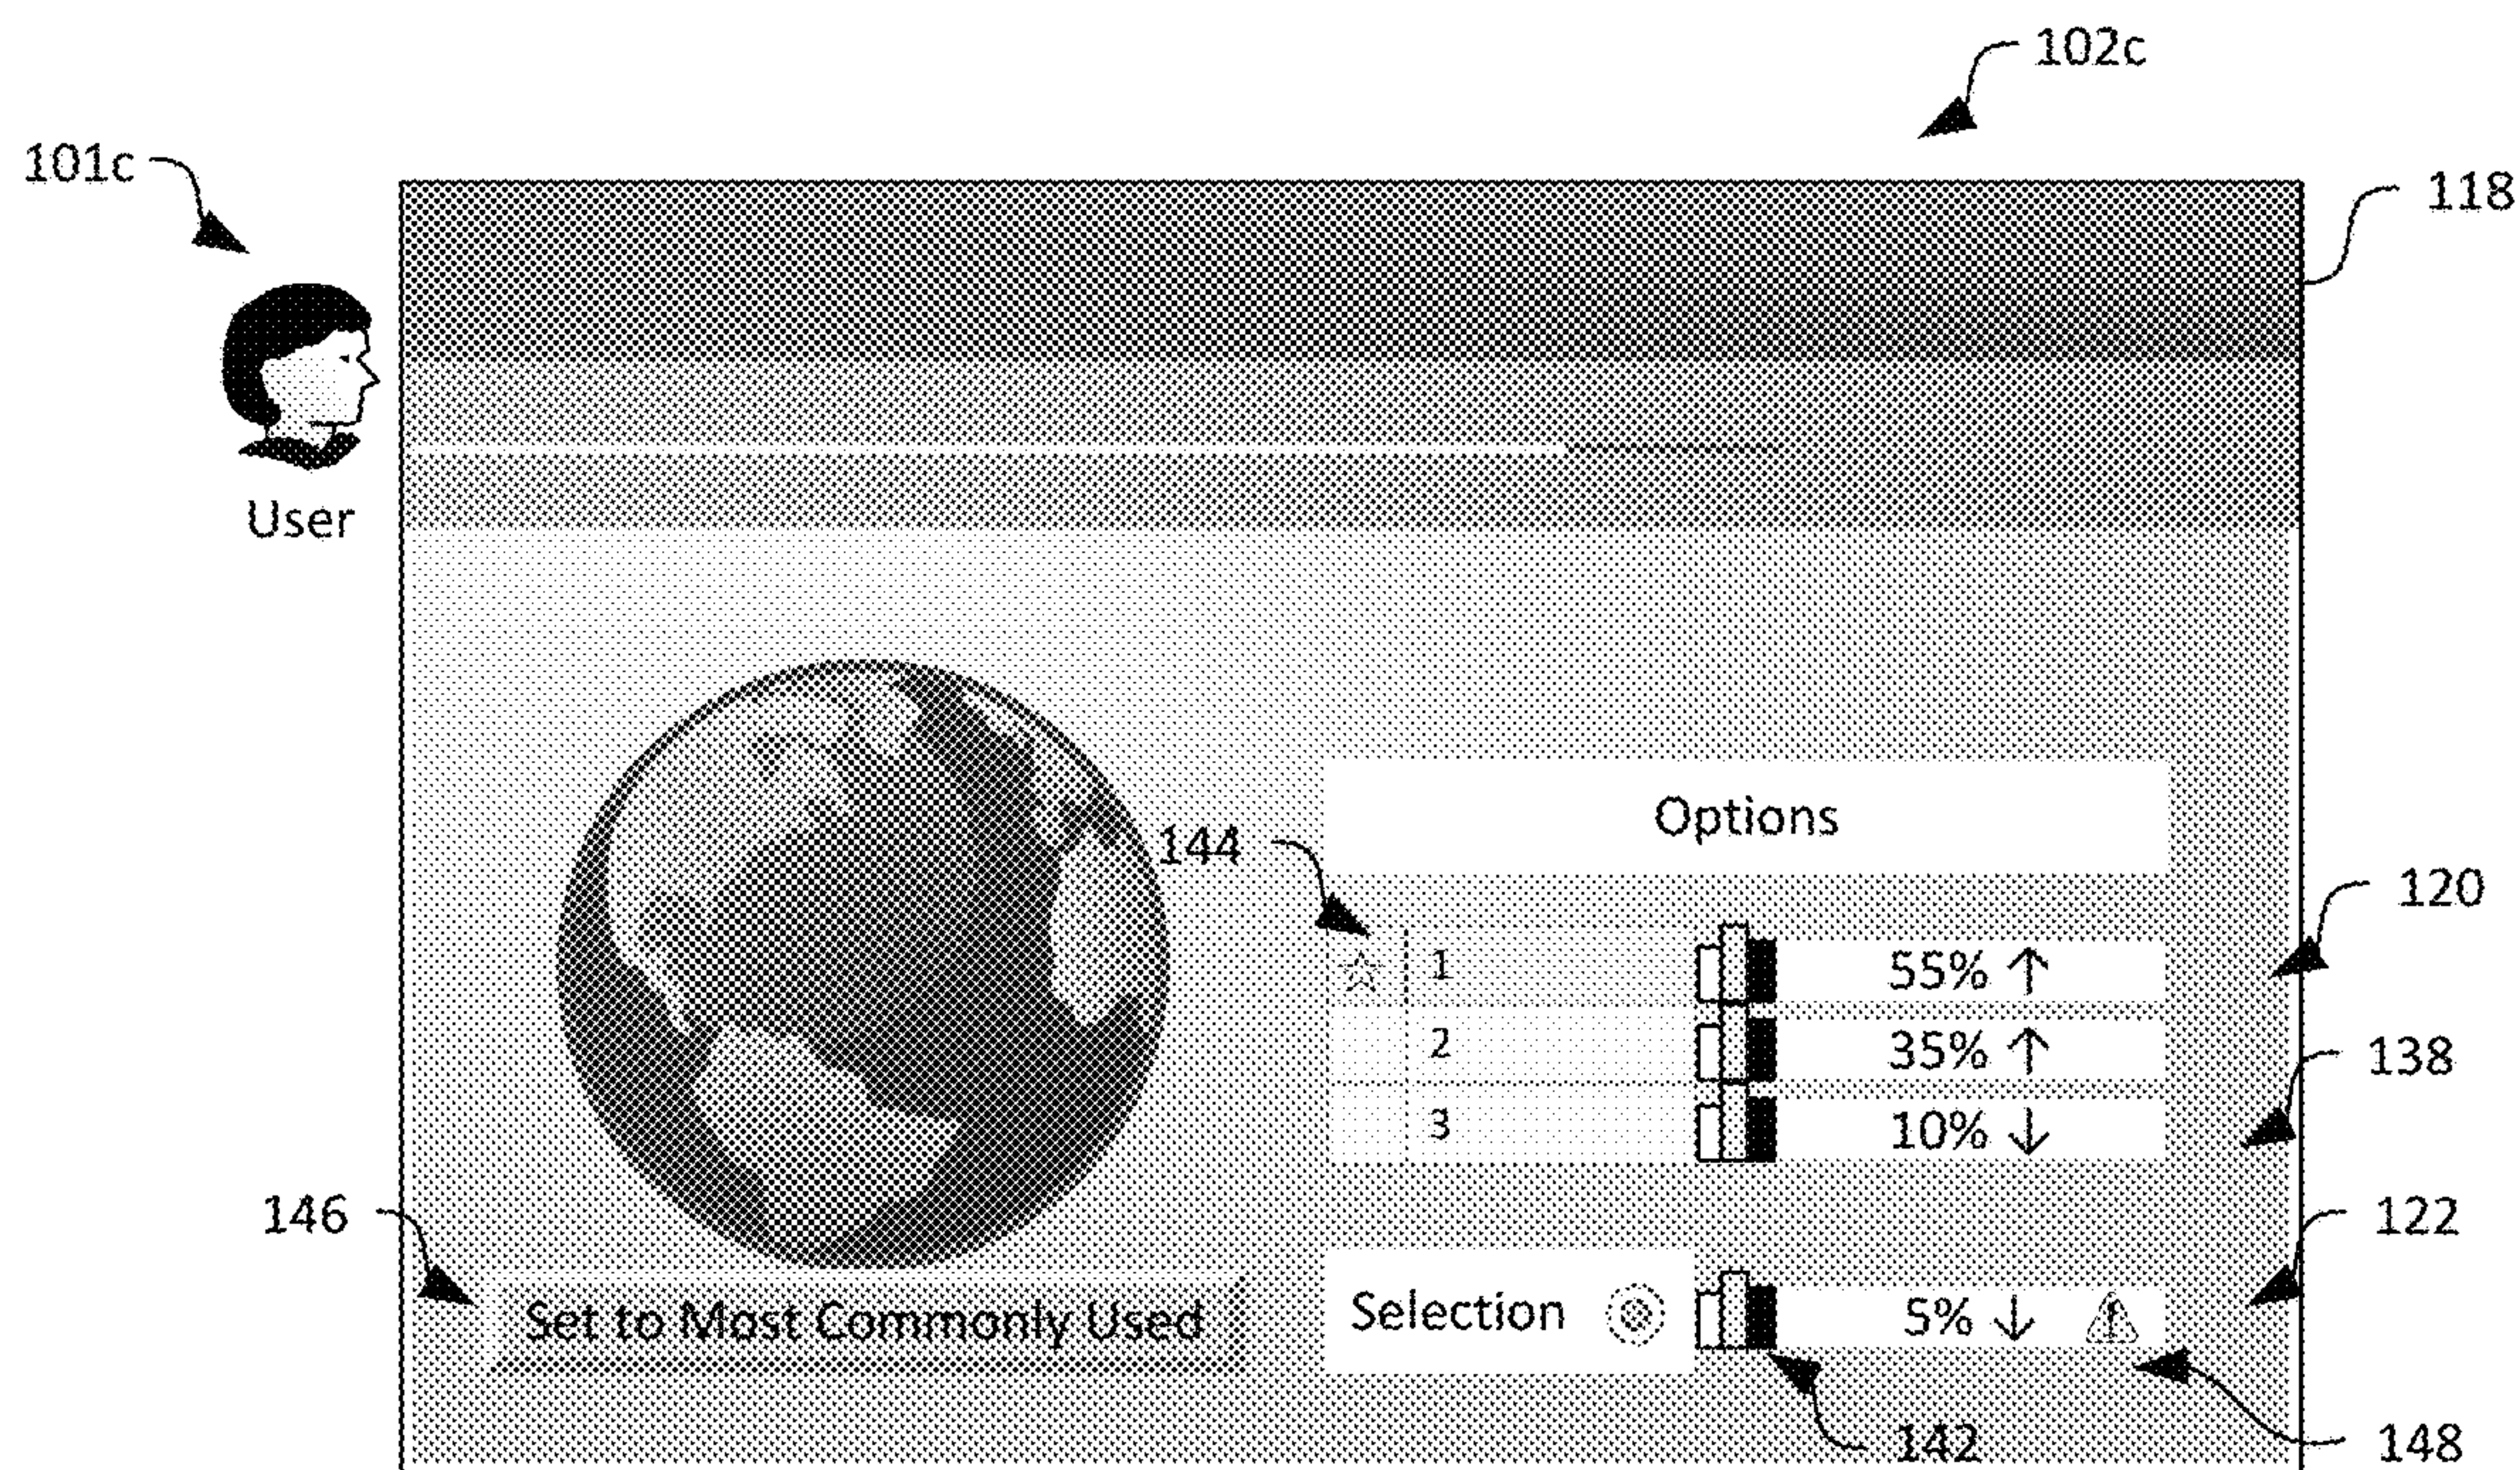 102c
101c
118
User
Options
144
120
1 55% ↑
2 35% ↑
138
3 10% ↓
146
122
Set to Most Commonly Used
Selection 5% ↓ !
142
148